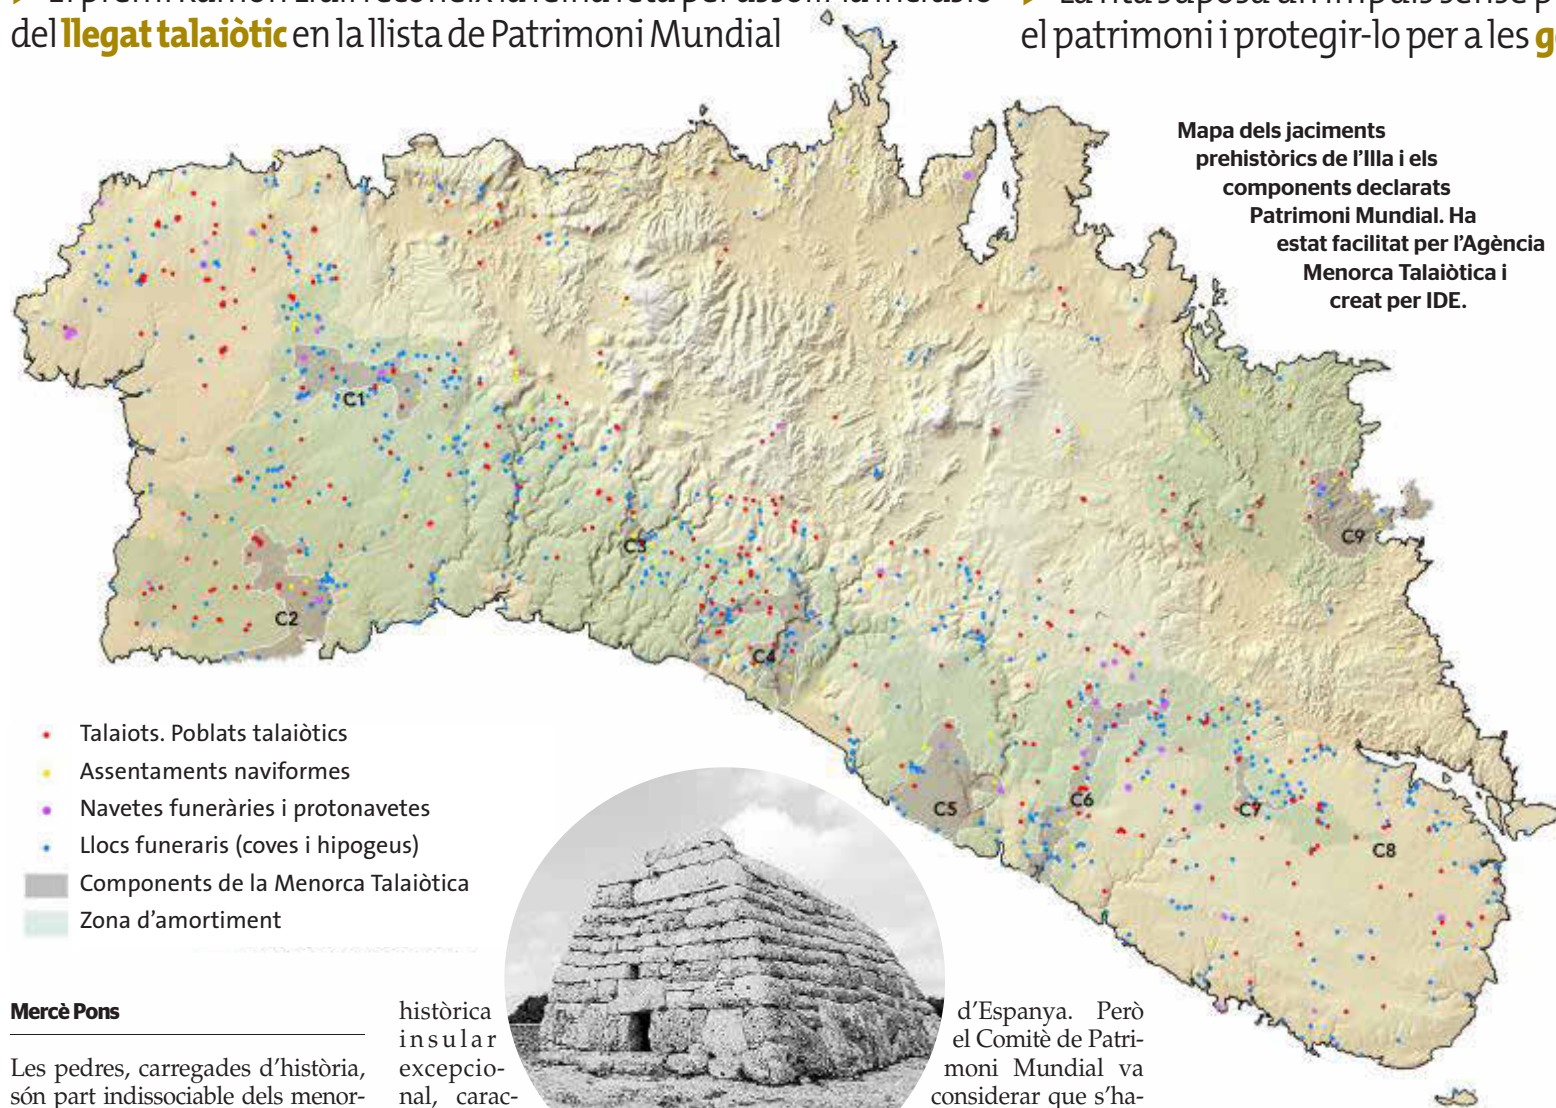 del llegat talaiòtic en la llista de Patrimoni Mundial
el patrimoni i protegir-lo per a les
Mapa dels jaciments
prehistòrics de l'Illa i els
components declarats
Patrimoni Mundial. Ha
estat facilitat per l'Agència
Menorca Talaiòtica i
creat per IDE.
C1
C2
C3
C4
C5
C6
C7
C8
C9
Talaiots. Poblats talaiòtics
Assentaments naviformes
Navetes funeràries i protonavetes
Llocs funeraris (coves i hipogeus)
Components de la Menorca Talaiòtica
Zona d'amortiment
Mercè Pons
Les pedres, carregades d'història,
són part indissociable dels menor-
històrica
insular
excepcio-
nal, carac-
d'Espanya. Però
el Comitè de Patri-
moni Mundial va
considerar que s'ha-